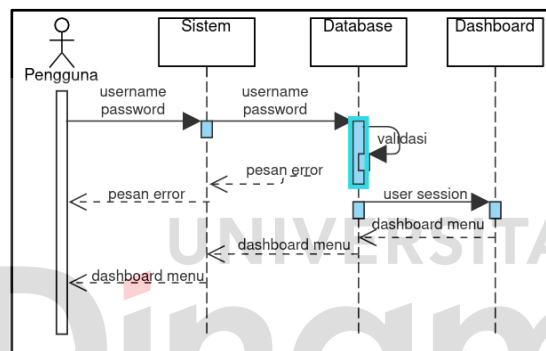 Sistem
Database
Dashboard
Pengguna
username
password
username
password
validasi
pesan error
pesan error
user session
dashboard menu
dashboard menu
dashboard menu
UNIVERSITA
Dinam